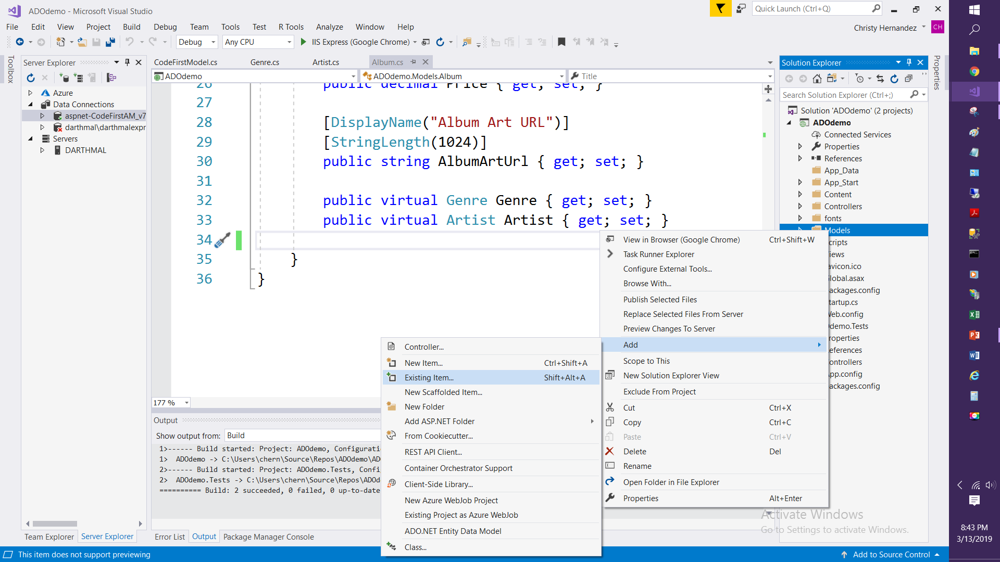 ADOdemo - Microsoft Visual Studio
Quick Launch (Ctrl+Q)
File Edit View Project Build Debug Team Tools Test R Tools Analyze Window Help
Christy Hernandez CH
Debug Any CPU IIS Express (Google Chrome)
Toolbox
Server Explorer
Azure
Data Connections
aspnet-CodeFirstAM_v7
darthmal\darthmalexpr
Servers
DARTHMAL
Team Explorer Server Explorer
CodeFirstModel.cs Genre.cs Artist.cs Album.cs
ADOdemo ADOdemo.Models.Album Title
26 public decimal Price { get; set; }
27
28 [DisplayName("Album Art URL")]
29 [StringLength(1024)]
30 public string AlbumArtUrl { get; set; }
31
32 public virtual Genre Genre { get; set; }
33 public virtual Artist Artist { get; set; }
34
35 }
36 }
177 %
Output
Show output from: Build
1>------ Build started: Project: ADOdemo, Configurati
1> ADOdemo -> C:\Users\chern\Source\Repos\ADOdemo\AD
2>------ Build started: Project: ADOdemo.Tests, Confi
2> ADOdemo.Tests -> C:\Users\chern\Source\Repos\ADOd
========== Build: 2 succeeded, 0 failed, 0 up-to-date
Error List Output Package Manager Console
Controller...
New Item... Ctrl+Shift+A
Existing Item... Shift+Alt+A
New Scaffolded Item...
New Folder
Add ASP.NET Folder
From Cookiecutter...
REST API Client...
Container Orchestrator Support
Client-Side Library...
New Azure WebJob Project
Existing Project as Azure WebJob
ADO.NET Entity Data Model
Class...
View in Browser (Google Chrome) Ctrl+Shift+W
Task Runner Explorer
Configure External Tools...
Browse With...
Publish Selected Files
Replace Selected Files From Server
Preview Changes To Server
Add
Scope to This
New Solution Explorer View
Exclude From Project
Cut Ctrl+X
Copy Ctrl+C
Paste Ctrl+V
Delete Del
Rename
Open Folder in File Explorer
Properties Alt+Enter
Solution Explorer
Search Solution Explorer (Ctrl+;)
Solution 'ADOdemo' (2 projects)
ADOdemo
Connected Services
Properties
References
App_Data
App_Start
Content
Controllers
fonts
Models
cripts
iews
avicon.ico
lobal.asax
ackages.config
tartup.cs
Veb.config
demo.Tests
roperties
eferences
ontrollers
pp.config
ackages.config
Properties
Activate Windows
Go to Settings to activate Windows.
This item does not support previewing
Add to Source Control
8:43 PM
3/13/2019